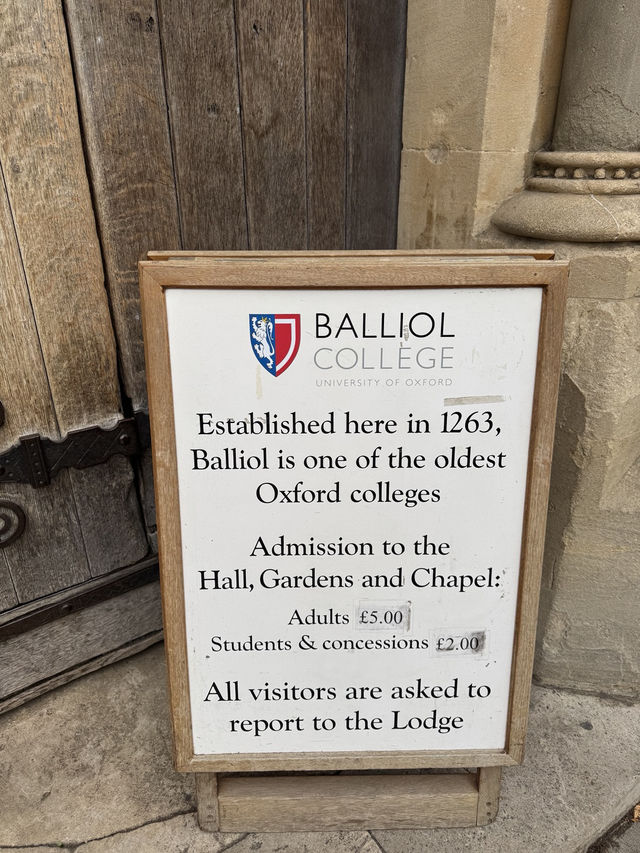 BALLIOL
COLLEGE
UNIVERSITY OF OXFORD
Established here in 1263,
Balliol is one of the oldest
Oxford colleges
Admission to the
Hall, Gardens and Chapel:
Adults £5.00
Students & concessions £2.00
All visitors are asked to
report to the Lodge